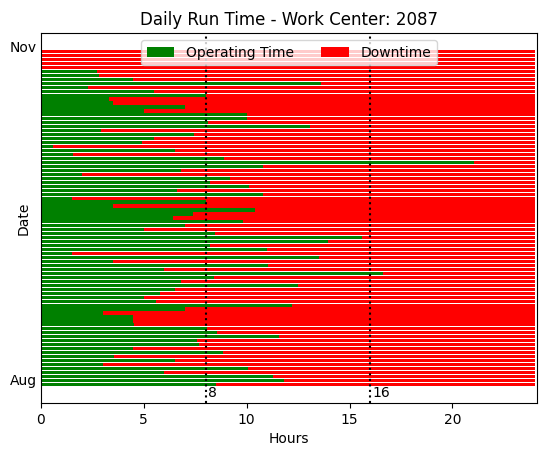 Daily Run Time - Work Center: 2087
Operating Time
Downtime
Nov
Date
Aug
8
16
0
5
10
15
20
Hours